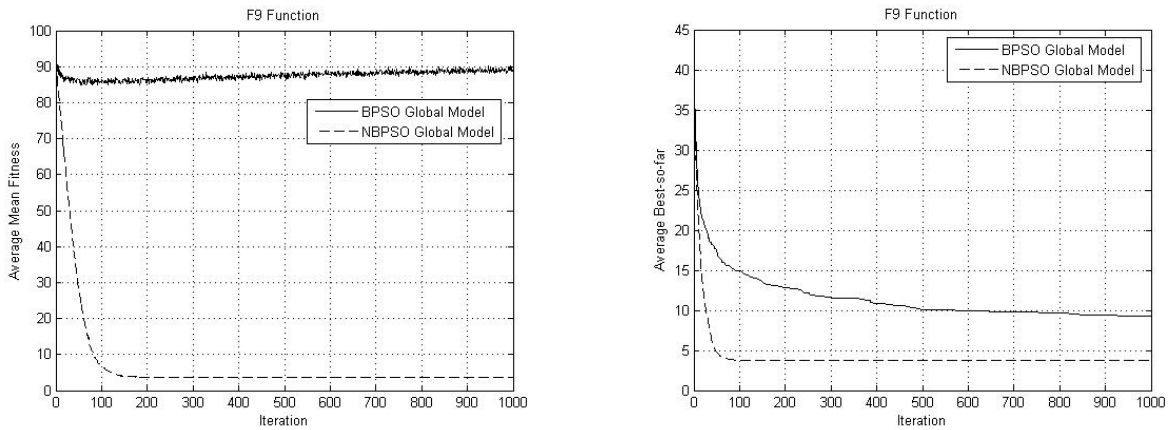 F9 Function
100
90
80
70
60
50
40
30
20
10
0
Average Mean Fitness
BPSO Global Model
NBPSO Global Model
0 100 200 300 400 500 600 700 800 900 1000
Iteration
F9 Function
45
40
35
30
25
20
15
10
5
0
Average Best-so-far
BPSO Global Model
NBPSO Global Model
0 100 200 300 400 500 600 700 800 900 1000
Iteration